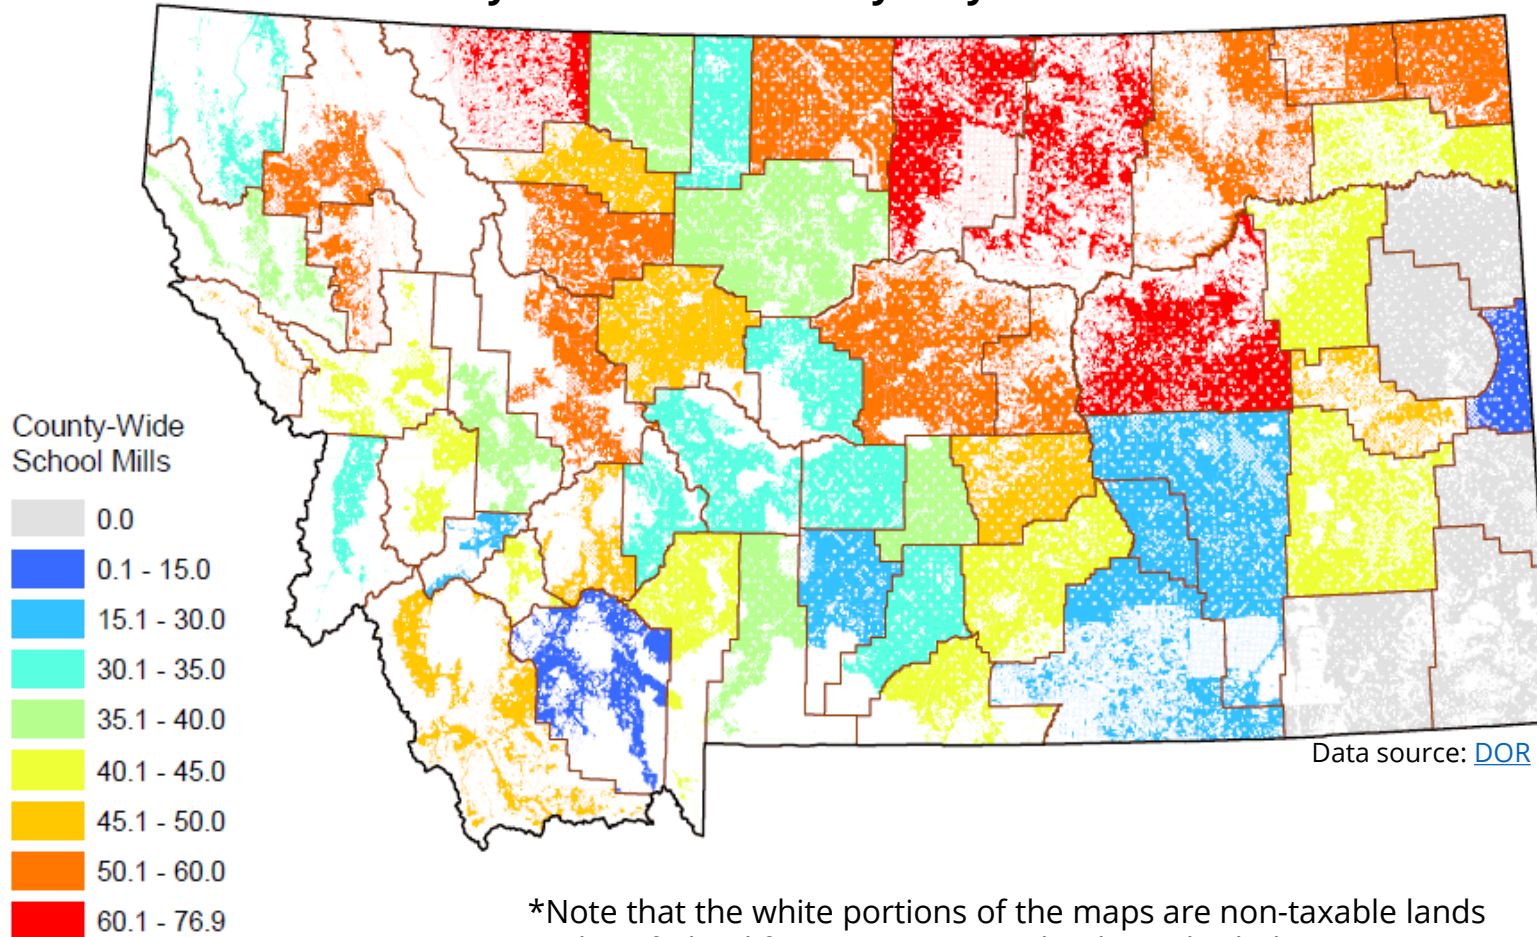 County-Wide
School Mills
0.0
0.1 - 15.0
15.1 - 30.0
30.1 - 35.0
35.1 - 40.0
40.1 - 45.0
45.1 - 50.0
50.1 - 60.0
60.1 - 76.9
Data source: DOR
*Note that the white portions of the maps are non-taxable lands